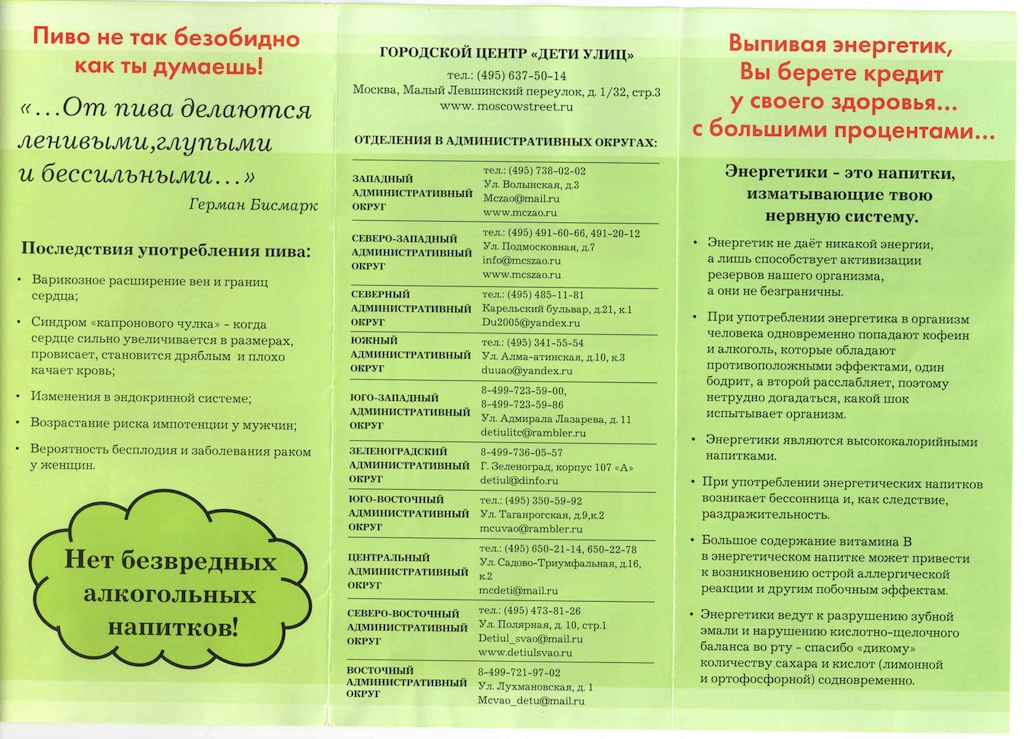 Пиво не так безобидно
как ты думаешь!
«...От пива делаются
ленивыми,глупыми
и бессильными...»
Герман Бисмарк
Последствия употребления пива:
• Варикозное расширение вен и границ
сердца;
• Синдром «капронового чулка» – когда
сердце сильно увеличивается в размерах,
провисает, становится дряблым и плохо
качает кровь;
• Изменения в эндокринной системе;
• Возрастание риска импотенции у мужчин;
• Вероятность бесплодия и заболевания раком
у женщин.
Нет безвредных
алкогольных
напитков!
ГОРОДСКОЙ ЦЕНТР «ДЕТИ УЛИЦ»
тел.: (495) 637-50-14
Москва, Малый Левшинский переулок, д. 1/32, стр.3
www. moscowstreet.ru
ОТДЕЛЕНИЯ В АДМИНИСТРАТИВНЫХ ОКРУГАХ:
ЗАПАДНЫЙ
АДМИНИСТРАТИВНЫЙ
ОКРУГ
тел.: (495) 738-02-02
Ул. Волынская, д.3
Mczao@mail.ru
www.mczao.ru
СЕВЕРО-ЗАПАДНЫЙ
АДМИНИСТРАТИВНЫЙ
ОКРУГ
тел.: (495) 491-60-66, 491-20-12
Ул. Подмосковная, д.7
info@mcszao.ru
www.mcszao.ru
СЕВЕРНЫЙ
АДМИНИСТРАТИВНЫЙ
ОКРУГ
тел.: (495) 485-11-81
Карельский бульвар, д.21, к.1
Du2005@yandex.ru
ЮЖНЫЙ
АДМИНИСТРАТИВНЫЙ
ОКРУГ
тел.: (495) 341-55-54
Ул. Алма-атинская, д.10, к.3
duuao@yandex.ru
ЮГО-ЗАПАДНЫЙ
АДМИНИСТРАТИВНЫЙ
ОКРУГ
8-499-723-59-00,
8-499-723-59-86
Ул. Адмирала Лазарева, д. 11
detiulitc@rambler.ru
ЗЕЛЕНОГРАДСКИЙ
АДМИНИСТРАТИВНЫЙ
ОКРУГ
8-499-736-05-57
Г. Зеленоград, корпус 107 «А»
detiul@dinfo.ru
ЮГО-ВОСТОЧНЫЙ
АДМИНИСТРАТИВНЫЙ
ОКРУГ
тел.: (495) 350-59-92
Ул. Таганрогская, д.9,к.2
mcuvao@rambler.ru
ЦЕНТРАЛЬНЫЙ
АДМИНИСТРАТИВНЫЙ
ОКРУГ
тел.: (495) 650-21-14, 650-22-78
Ул. Садово-Триумфальная, д.16,
к.2
mcdeti@mail.ru
СЕВЕРО-ВОСТОЧНЫЙ
АДМИНИСТРАТИВНЫЙ
ОКРУГ
тел.: (495) 473-81-26
Ул. Полярная, д. 10, стр.1
Detiul_svao@mail.ru
www.detiulsvao.ru
ВОСТОЧНЫЙ
АДМИНИСТРАТИВНЫЙ
ОКРУГ
8-499-721-97-02
Ул. Лухмановская, д. 1
Mcvao_detu@mail.ru
Выпивая энергетик,
Вы берете кредит
у своего здоровья...
с большими процентами...
Энергетики - это напитки,
изматывающие твою
нервную систему.
• Энергетик не даёт никакой энергии,
а лишь способствует активизации
резервов нашего организма,
а они не безграничны.
• При употреблении энергетика в организм
человека одновременно попадают кофеин
и алкоголь, которые обладают
противоположными эффектами, один
бодрит, а второй расслабляет, поэтому
нетрудно догадаться, какой шок
испытывает организм.
• Энергетики являются высококалорийными
напитками.
• При употреблении энергетических напитков
возникает бессонница и, как следствие,
раздражительность.
• Большое содержание витамина В
в энергетическом напитке может привести
к возникновению острой аллергической
реакции и другим побочным эффектам.
• Энергетики ведут к разрушению зубной
эмали и нарушению кислотно-щелочного
баланса во рту - спасибо «дикому»
количеству сахара и кислот (лимонной
и ортофосфорной) содновременно.